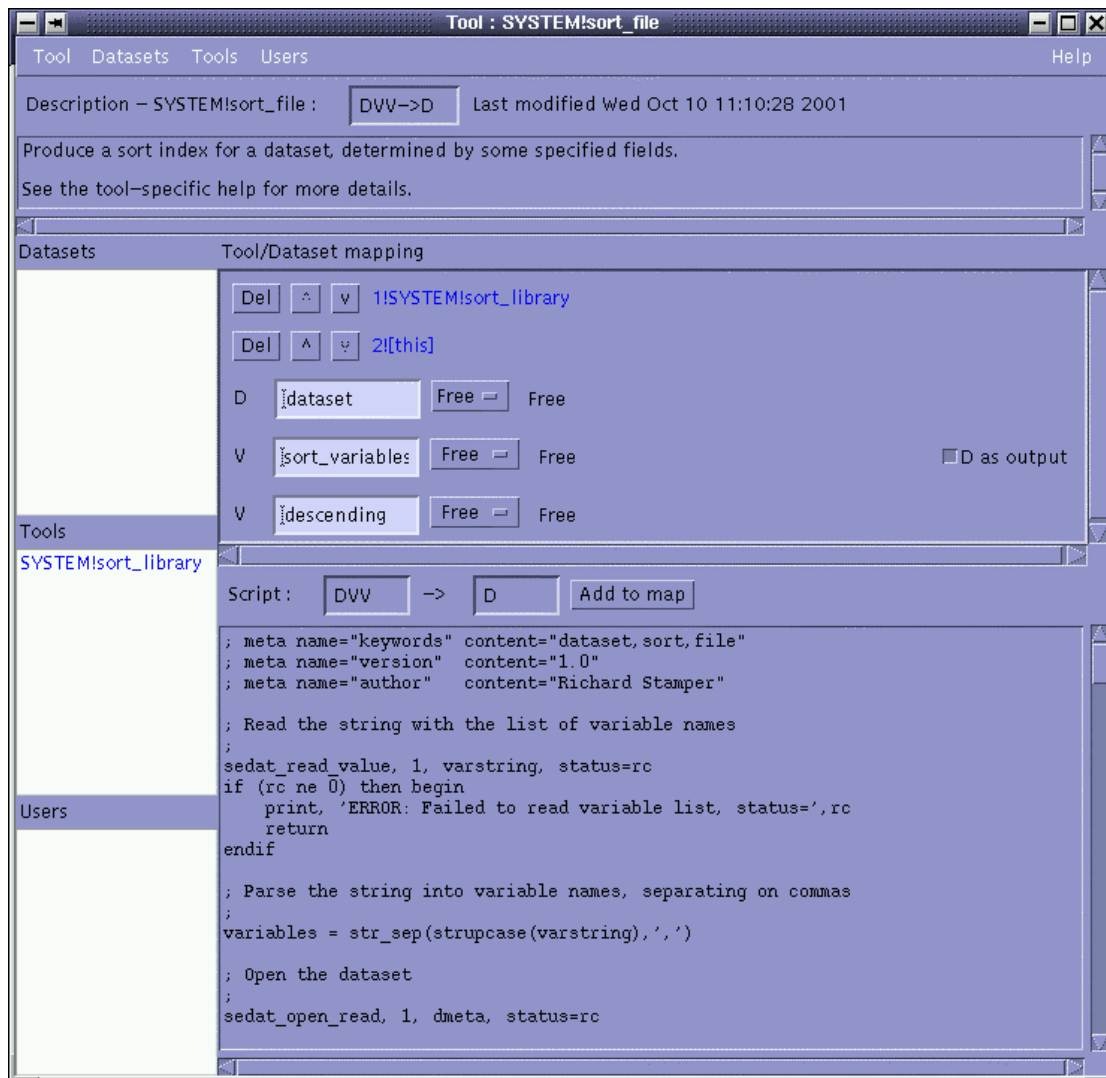 Tool : SYSTEM!sort_file
Tool Datasets Tools Users Help
Description – SYSTEM!sort_file : DVV–>D Last modified Wed Oct 10 11:10:28 2001
Produce a sort index for a dataset, determined by some specified fields.
See the tool–specific help for more details.
Datasets Tool/Dataset mapping
Del ^ v 1!SYSTEM!sort_library
Del ^ v 2![this]
D dataset Free Free
V sort_variables Free Free D as output
V descending Free Free
Tools
SYSTEM!sort_library
Script : DVV –> D Add to map
; meta name="keywords" content="dataset,sort,file"
; meta name="version" content="1.0"
; meta name="author" content="Richard Stamper"
; Read the string with the list of variable names
;
sedat_read_value, 1, varstring, status=rc
if (rc ne 0) then begin
print, 'ERROR: Failed to read variable list, status=',rc
return
endif
Users
; Parse the string into variable names, separating on commas
;
variables = str_sep(strupcase(varstring),',')
; Open the dataset
;
sedat_open_read, 1, dmeta, status=rc